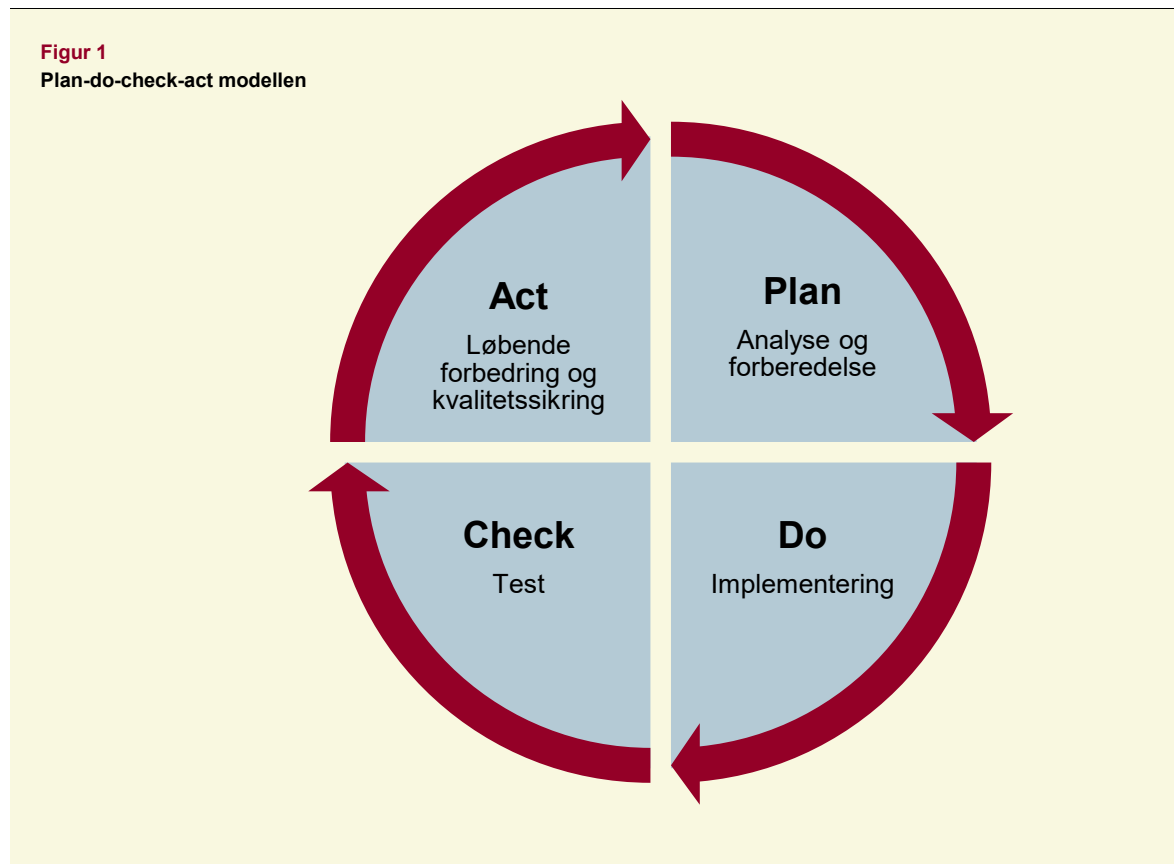 Figur 1
Plan-do-check-act modellen
Act
Løbende
forbedring og
kvalitetssikring
Plan
Analyse og
forberedelse
Check
Test
Do
Implementering